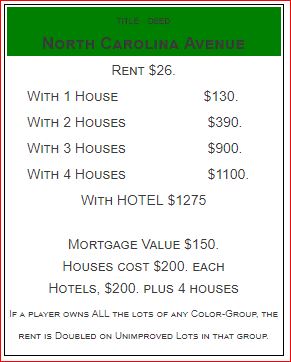 TITLE DEED
NORTH CAROLINA AVENUE
RENT $26.
WITH 1 HOUSE $130.
WITH 2 HOUSES $390.
WITH 3 HOUSES $900.
WITH 4 HOUSES $1100.
WITH HOTEL $1275
MORTGAGE VALUE $150.
HOUSES COST $200. EACH
HOTELS, $200. PLUS 4 HOUSES
IF A PLAYER OWNS ALL THE LOTS OF ANY COLOR-GROUP, THE
RENT IS DOUBLED ON UNIMPROVED LOTS IN THAT GROUP.